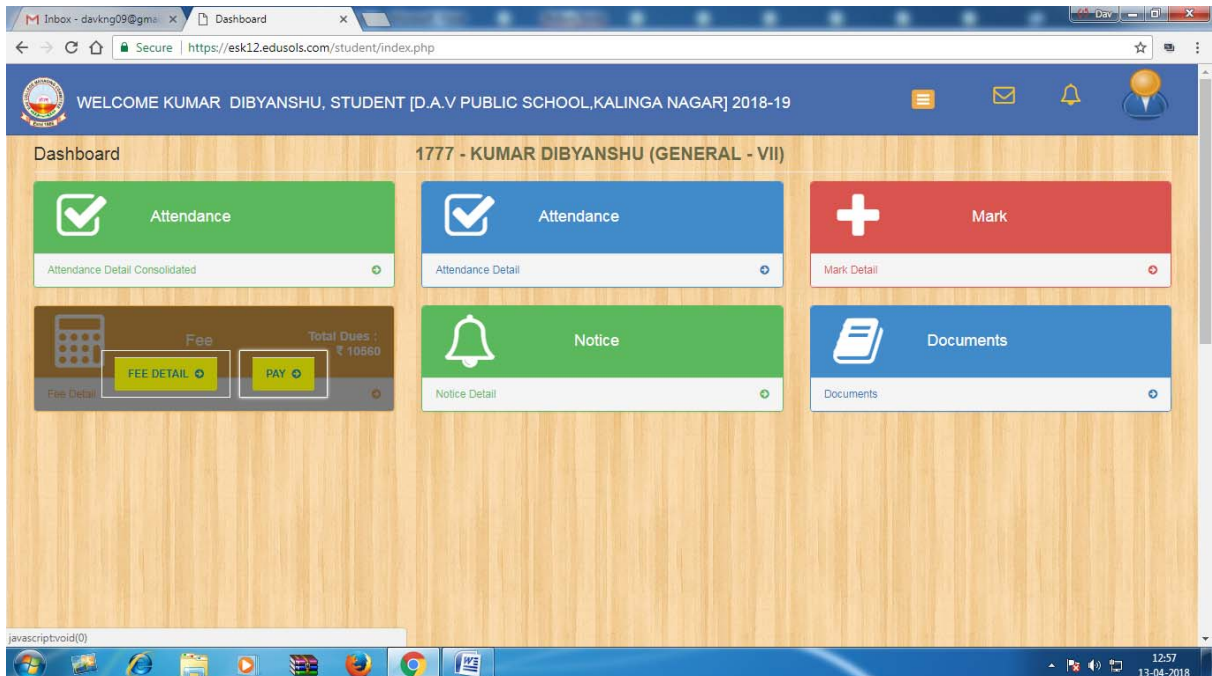 Inbox - davkng09@gma
Dashboard
Dav
Secure | https://esk12.edusols.com/student/index.php
WELCOME KUMAR DIBYANSHU, STUDENT [D.A.V PUBLIC SCHOOL,KALINGA NAGAR] 2018-19
Dashboard
1777 - KUMAR DIBYANSHU (GENERAL - VII)
Attendance
Attendance
Mark
Attendance Detail Consolidated
Attendance Detail
Mark Detail
Fee
Total Dues :
₹ 10560
Notice
Documents
FEE DETAIL
PAY
Fee Detail
Notice Detail
Documents
javascript:void(0)
12:57
13-04-2018